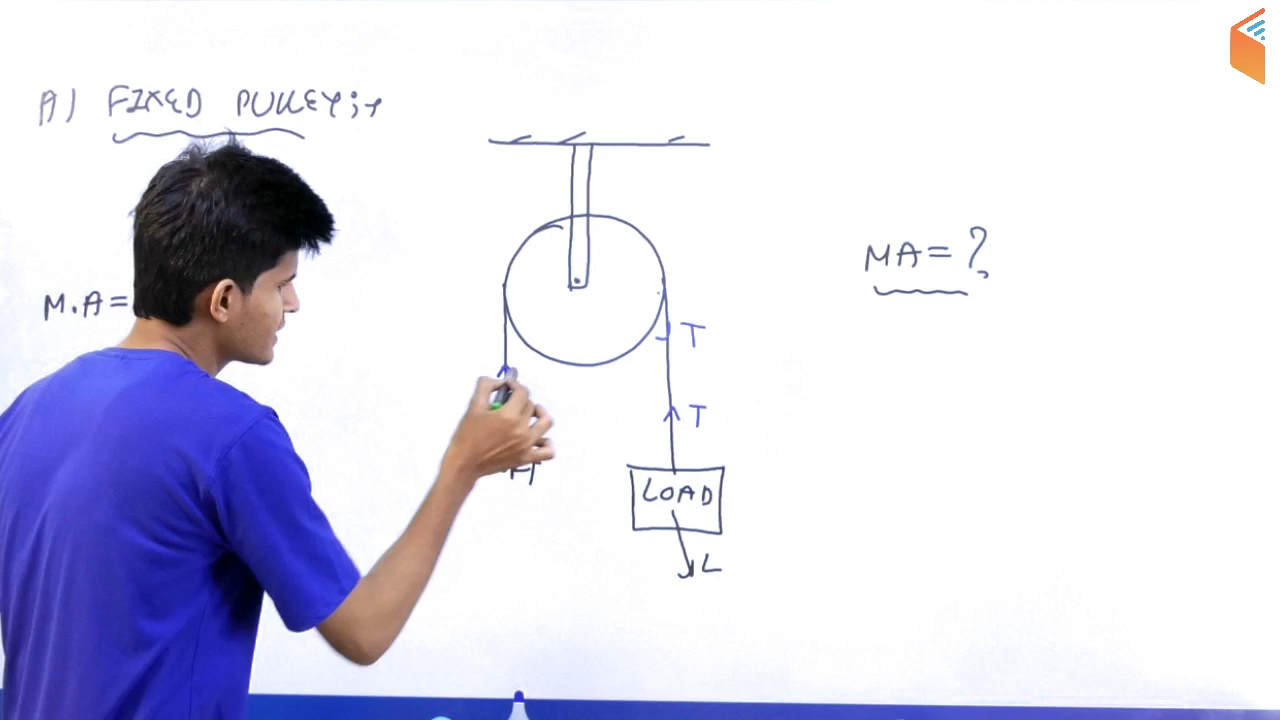 A) FIXED PULLEY :-
MA = ?
M.A =
T
T
LOAD
L